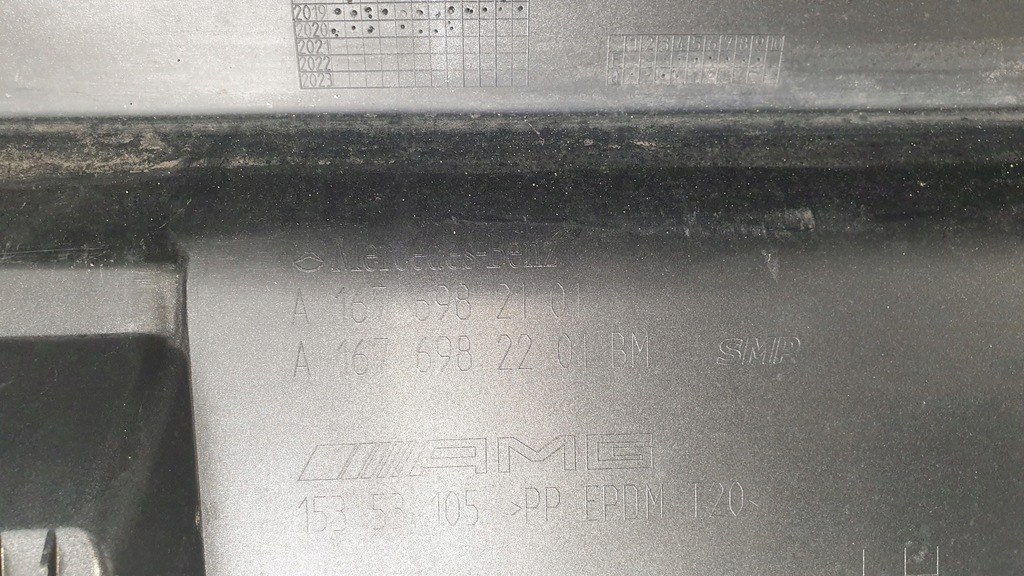 2019
2020
2021
2022
2023
Mercedes-Benz
A 167 698 21 01
A 167 698 22 01 BM
SMP
AMG
153 53 105 >PP EPDM T20<